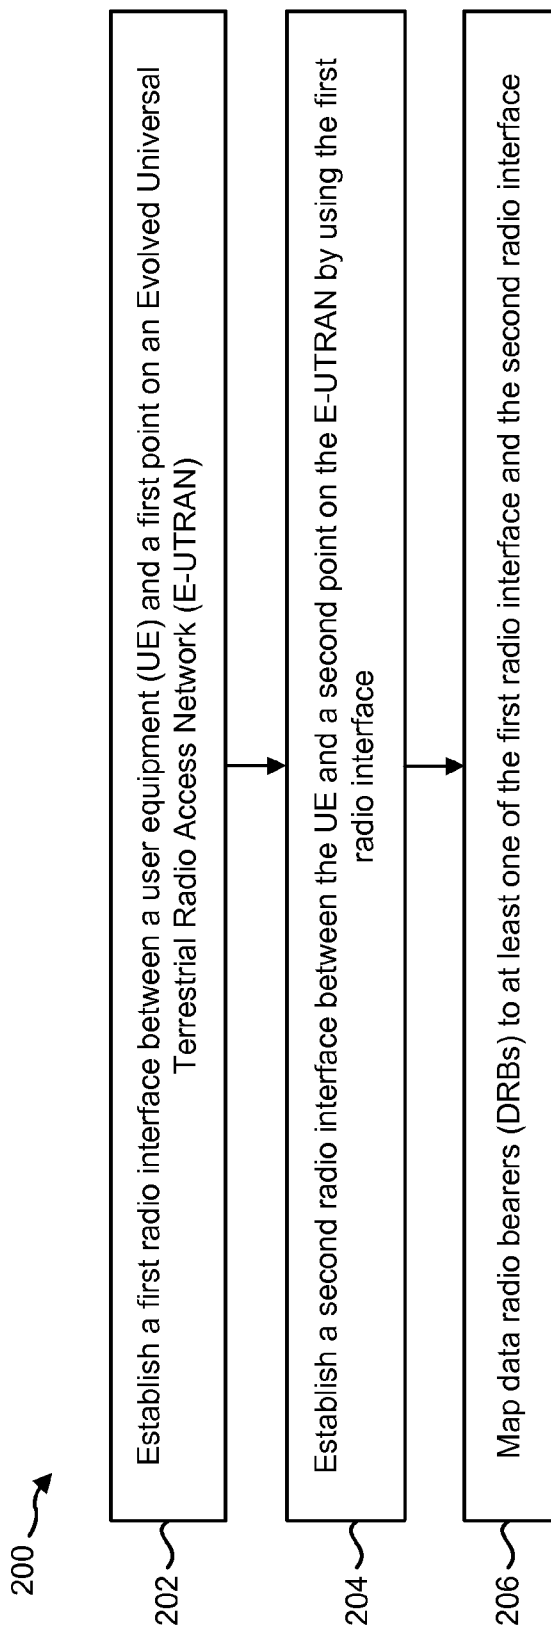 200
202
Establish a first radio interface between a user equipment (UE) and a first point on an Evolved Universal
Terrestrial Radio Access Network (E-UTRAN)
204
Establish a second radio interface between the UE and a second point on the E-UTRAN by using the first
radio interface
206
Map data radio bearers (DRBs) to at least one of the first radio interface and the second radio interface